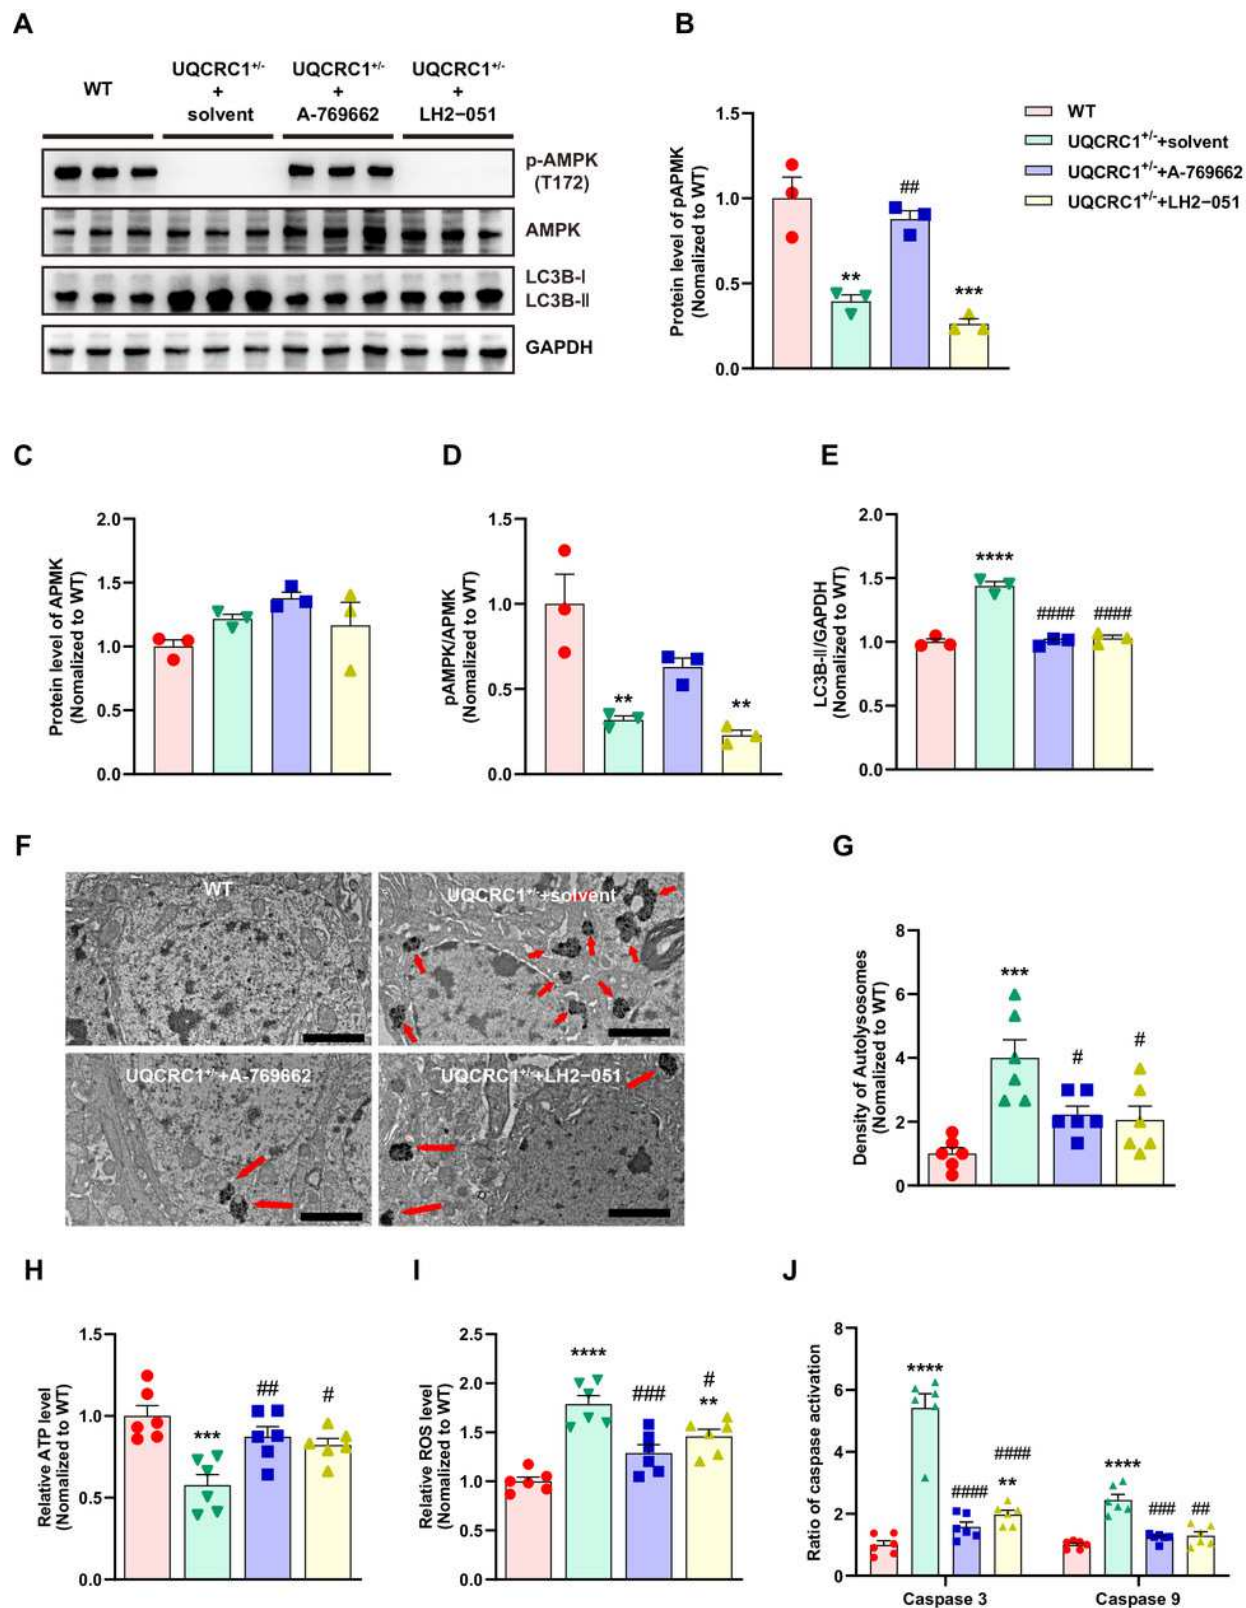 A
WT
UQCRC1+/-
+
solvent
UQCRC1+/-
+
A-769662
UQCRC1+/-
+
LH2−051
p-AMPK
(T172)
AMPK
LC3B-I
LC3B-II
GAPDH
B
Protein level of pAPMK
(Nomalized to WT)
1.5
1.0
0.5
0.0
**
##
***
WT
UQCRC1+/-+solvent
UQCRC1+/-+A-769662
UQCRC1+/-+LH2−051
C
Protein level of APMK
(Nomalized to WT)
2.0
1.5
1.0
0.5
0.0
D
pAMPK/APMK
(Nomalized to WT)
1.5
1.0
0.5
0.0
**
**
E
LC3B-II/GAPDH
(Nomalized to WT)
2.0
1.5
1.0
0.5
0.0
****
####
####
F
WT
UQCRC1+/-+solvent
UQCRC1+/-+A-769662
UQCRC1+/-+LH2−051
G
Density of Autolysosomes
(Nomalized to WT)
8
6
4
2
0
***
#
#
H
Relative ATP level
(Nomalized to WT)
1.5
1.0
0.5
0.0
***
##
#
I
Relative ROS level
(Nomalized to WT)
2.5
2.0
1.5
1.0
0.5
0.0
****
###
#
**
J
Ratio of caspase activation
8
6
4
2
0
****
####
####
**
****
###
##
Caspase 3
Caspase 9